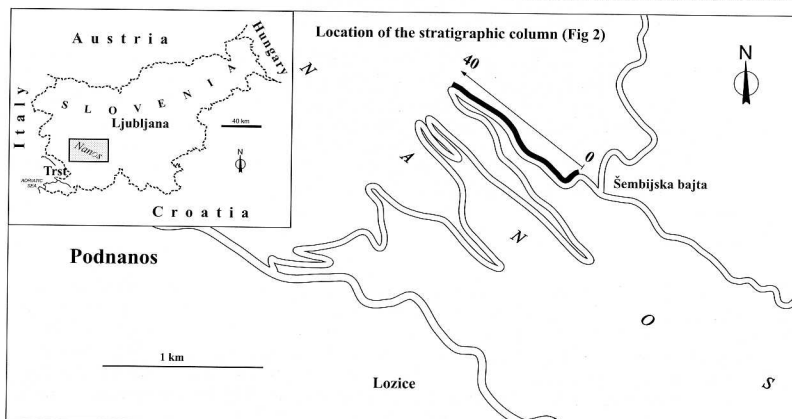 Location of the stratigraphic column (Fig 2)
Austria
Hungary
Italy
SLOVENIA
Ljubljana
40 km
N
Nanos
Trst
ADRIATIC
SEA
Croatia
N
40
0
N
A
N
O
S
Šembijska bajta
Podnanos
1 km
Lozice